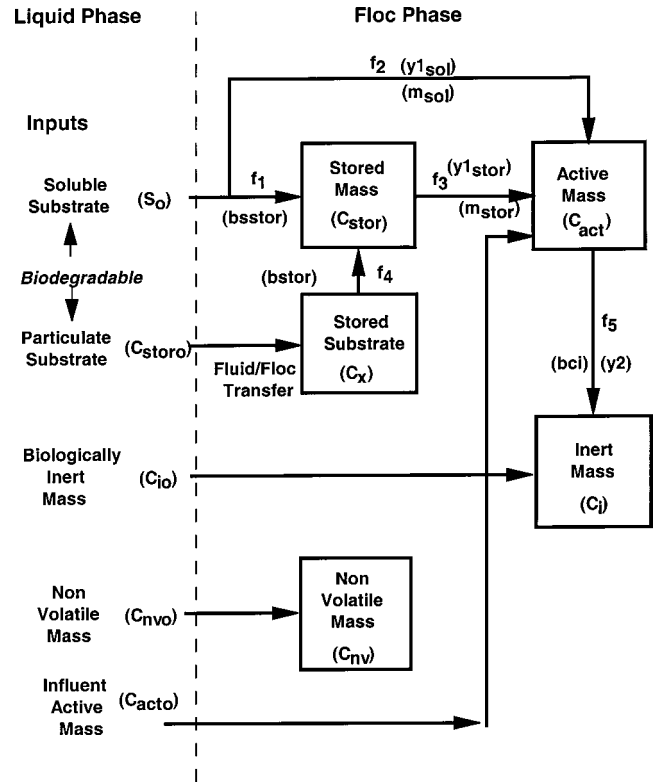 Liquid Phase
Floc Phase
f2 (y1sol)
(msol)
Inputs
Soluble
Substrate
(So)
f1
(bsstor)
Stored
Mass
(Cstor)
f3
(y1stor)
(mstor)
Active
Mass
(Cact)
Biodegradable
(bstor)
f4
Particulate
Substrate
(Cstoro)
Fluid/Floc
Transfer
Stored
Substrate
(Cx)
f5
(bci)
(y2)
Biologically
Inert
Mass
(Cio)
Inert
Mass
(Ci)
Non
Volatile
Mass
(Cnvo)
Non
Volatile
Mass
(Cnv)
Influent
Active
Mass
(Cacto)